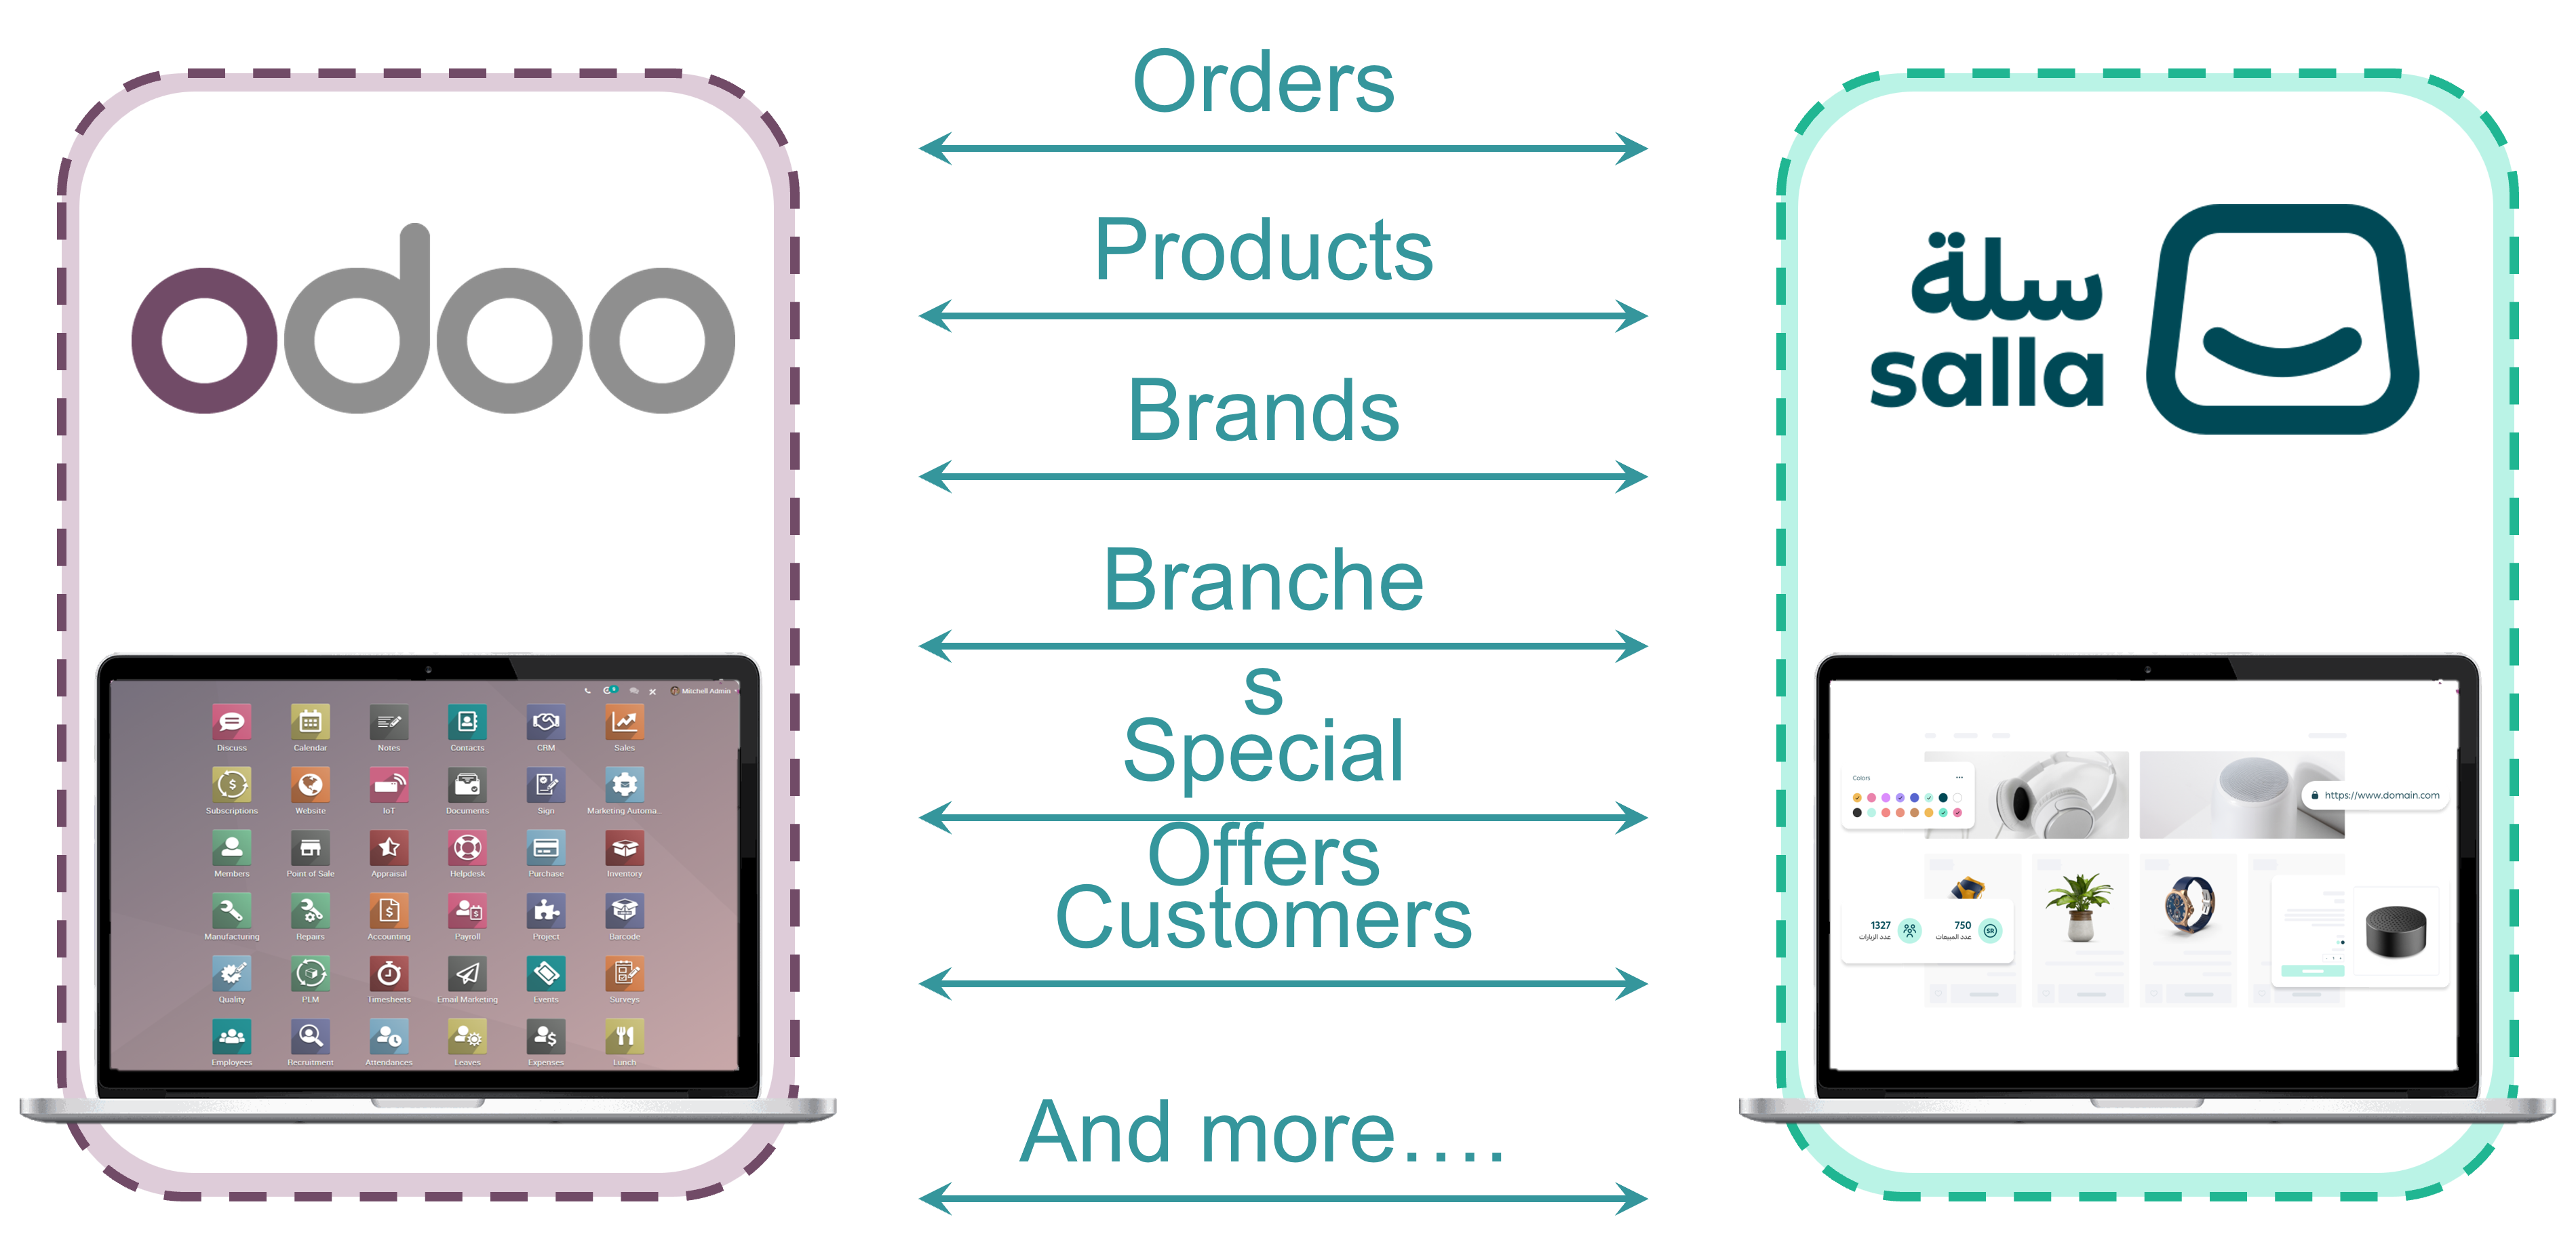 odoo
Mitchell Admin
Discuss
Calendar
Notes
Contacts
CRM
Sales
Subscriptions
Website
IoT
Documents
Sign
Marketing Automa..
Members
Point of Sale
Appraisal
Helpdesk
Purchase
Inventory
Manufacturing
Repairs
Accounting
Payroll
Project
Barcode
Quality
PLM
Timesheets
Email Marketing
Events
Surveys
Employees
Recruitment
Attendances
Leaves
Expenses
Lunch
Orders
Products
Brands
Branche
s
Special
Offers
Customers
And more....
سلة
salla
Colors
https://www.domain.com
1327
عدد الزيارات
750
عدد المبيعات
SR